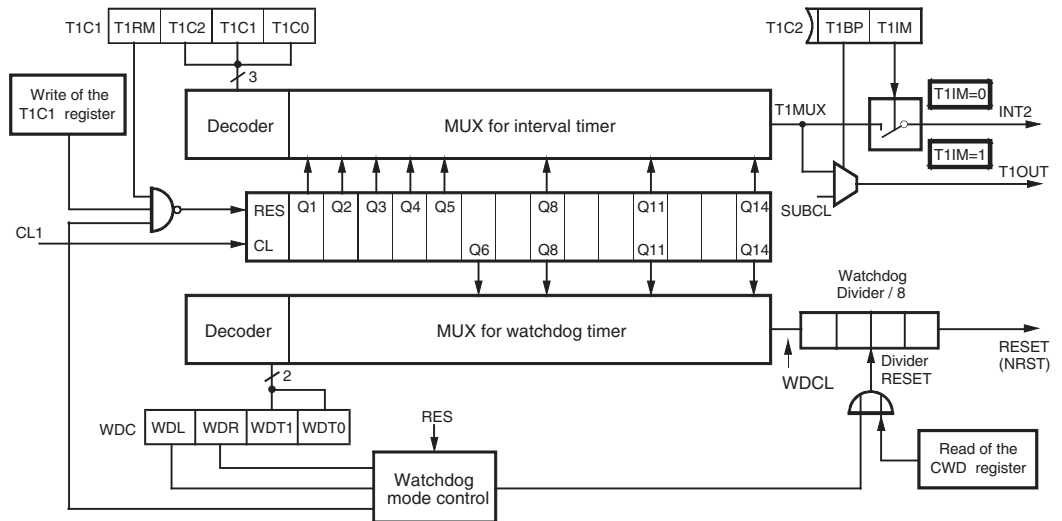 T1C1 T1RM T1C2 T1C1 T1C0
T1C2 T1BP T1IM
3
Write of the
T1C1 register
Decoder
MUX for interval timer
T1MUX
T1IM=0
INT2
T1IM=1
T1OUT
SUBCL
RES Q1 Q2 Q3 Q4 Q5 Q8 Q11 Q14
CL1
CL Q6 Q8 Q11 Q14
Watchdog
Divider / 8
Decoder
MUX for watchdog timer
RESET
(NRST)
WDCL
Divider
RESET
2
WDC WDL WDR WDT1 WDT0
RES
Watchdog
mode control
Read of the
CWD register